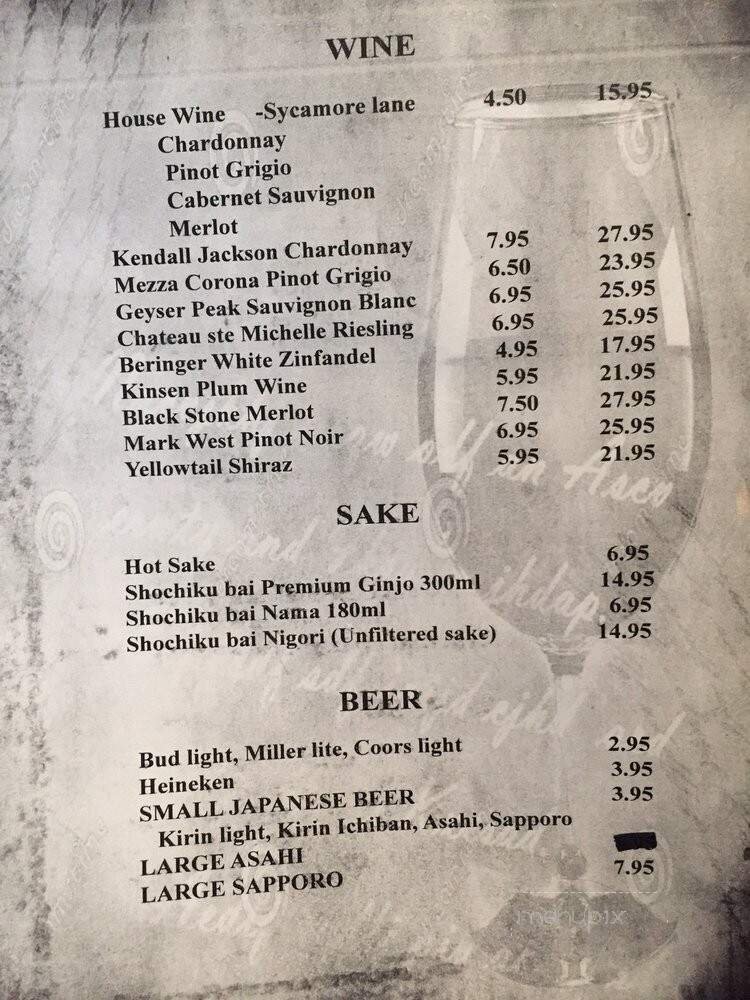 WINE
House Wine -Sycamore lane 4.50 15.95
Chardonnay
Pinot Grigio
Cabernet Sauvignon
Merlot
Kendall Jackson Chardonnay 7.95 27.95
Mezza Corona Pinot Grigio 6.50 23.95
Geyser Peak Sauvignon Blanc 6.95 25.95
Chateau ste Michelle Riesling 6.95 25.95
Beringer White Zinfandel 4.95 17.95
Kinsen Plum Wine 5.95 21.95
Black Stone Merlot 7.50 27.95
Mark West Pinot Noir 6.95 25.95
Yellowtail Shiraz 5.95 21.95
SAKE
Hot Sake 6.95
Shochiku bai Premium Ginjo 300ml 14.95
Shochiku bai Nama 180ml 6.95
Shochiku bai Nigori (Unfiltered sake) 14.95
BEER
Bud light, Miller lite, Coors light 2.95
Heineken 3.95
SMALL JAPANESE BEER 3.95
Kirin light, Kirin Ichiban, Asahi, Sapporo
LARGE ASAHI
LARGE SAPPORO 7.95
menupix